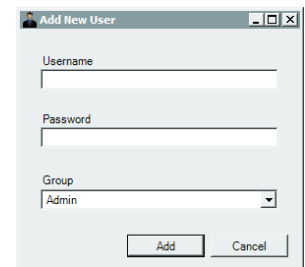 Add New User
Username
Password
Group
Admin
Add Cancel